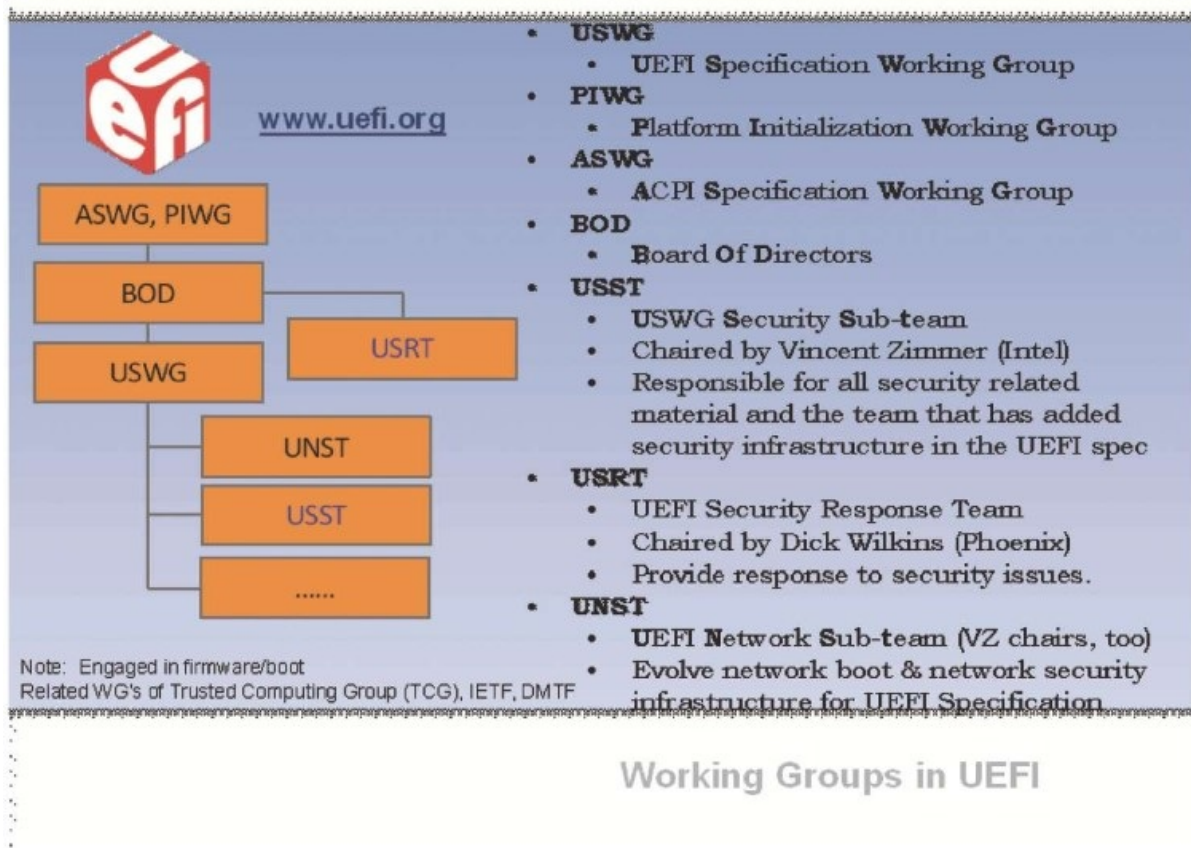 uefi
www.uefi.org
ASWG, PIWG
BOD
USRT
USWG
UNST
USST
......
Note: Engaged in firmware/boot
Related WG's of Trusted Computing Group (TCG), IETF, DMTF
• USWG
• UEFI Specification Working Group
• PIWG
• Platform Initialization Working Group
• ASWG
• ACPI Specification Working Group
• BOD
• Board Of Directors
• USST
• USWG Security Sub-team
• Chaired by Vincent Zimmer (Intel)
• Responsible for all security related
material and the team that has added
security infrastructure in the UEFI spec
• USRT
• UEFI Security Response Team
• Chaired by Dick Wilkins (Phoenix)
• Provide response to security issues.
• UNST
• UEFI Network Sub-team (VZ chairs, too)
• Evolve network boot & network security
infrastructure for UEFI Specification
Working Groups in UEFI